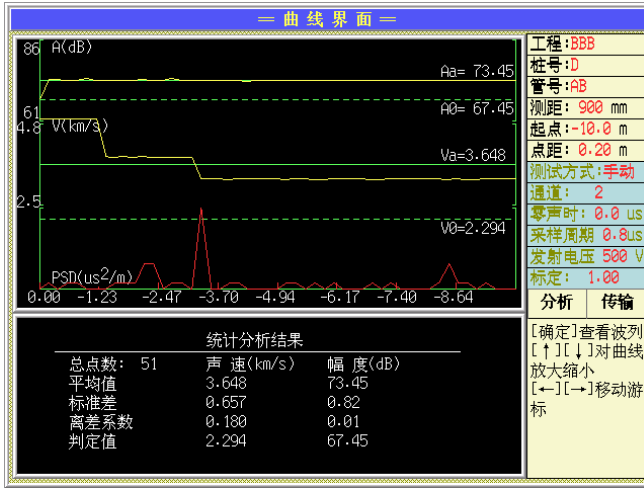 ＝曲线界面＝
86 A(dB)
Aa= 73.45
A0= 67.45
61
4.8 V(km/s)
Va=3.648
2.5
V0=2.294
PSD(us²/m)
0.00 -1.23 -2.47 -3.70 -4.94 -6.17 -7.40 -8.64
统计分析结果
总点数: 51 声 速(km/s) 幅 度(dB)
平均值 3.648 73.45
标准差 0.657 0.82
离差系数 0.180 0.01
判定值 2.294 67.45
工程:BBB
桩号:D
管号:AB
测距: 900 mm
起点:-10.0 m
点距: 0.20 m
测试方式:手动
通道: 2
零声时: 0.0 us
采样周期 0.8us
发射电压 500 V
标定: 1.00
分析 传输
[确定]查看波列
[↑][↓]对曲线
放大缩小
[←][→]移动游
标